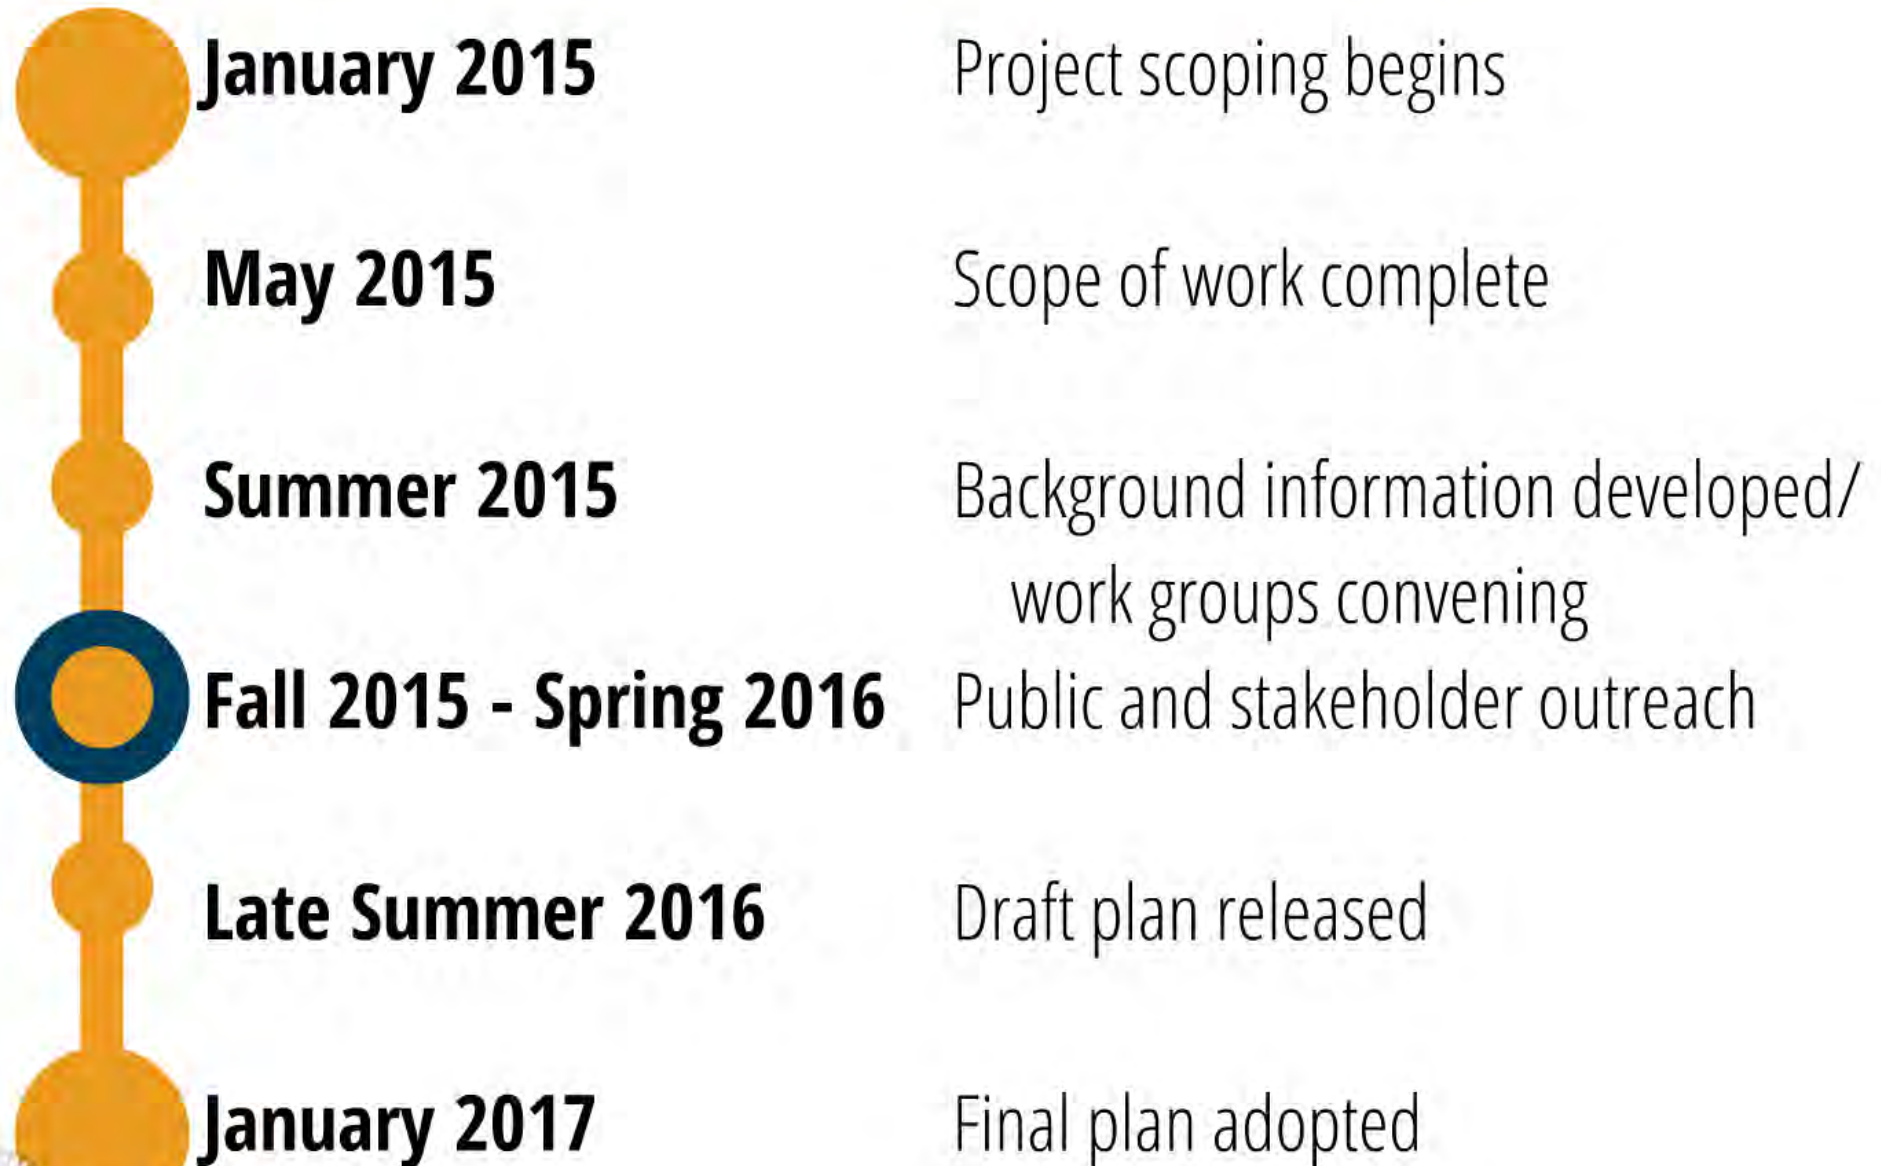 January 2015 Project scoping begins
May 2015 Scope of work complete
Summer 2015 Background information developed/
work groups convening
Fall 2015 - Spring 2016 Public and stakeholder outreach
Late Summer 2016 Draft plan released
January 2017 Final plan adopted